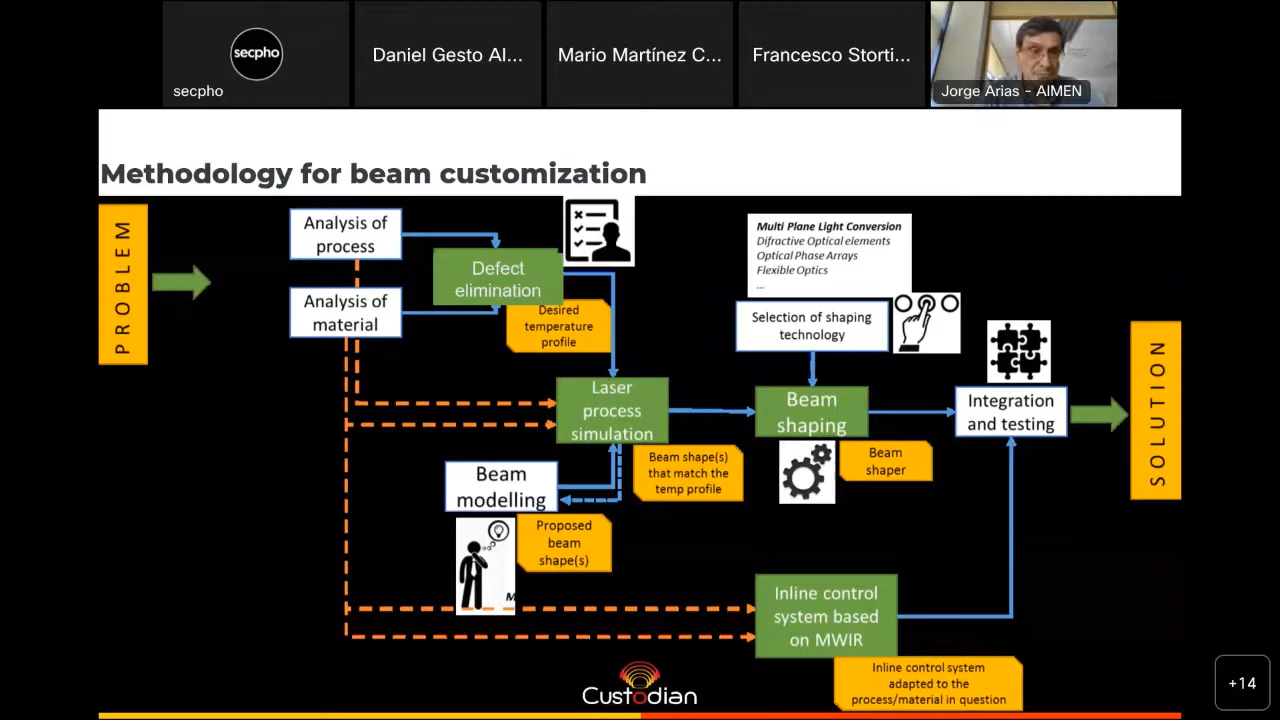 secpho
secpho
Daniel Gesto Al...
Mario Martínez C...
Francesco Storti...
Jorge Arias - AIMEN
Methodology for beam customization
PROBLEM
Analysis of
process
Analysis of
material
Defect
elimination
Desired
temperature
profile
Multi Plane Light Conversion
Difractive Optical elements
Optical Phase Arrays
Flexible Optics
...
Selection of shaping
technology
Laser
process
simulation
Beam shape(s)
that match the
temp profile
Beam
shaping
Beam
shaper
Integration
and testing
SOLUTION
Beam
modelling
Proposed
beam
shape(s)
M
Inline control
system based
on MWIR
Inline control system
adapted to the
process/material in question
Custodian
+14